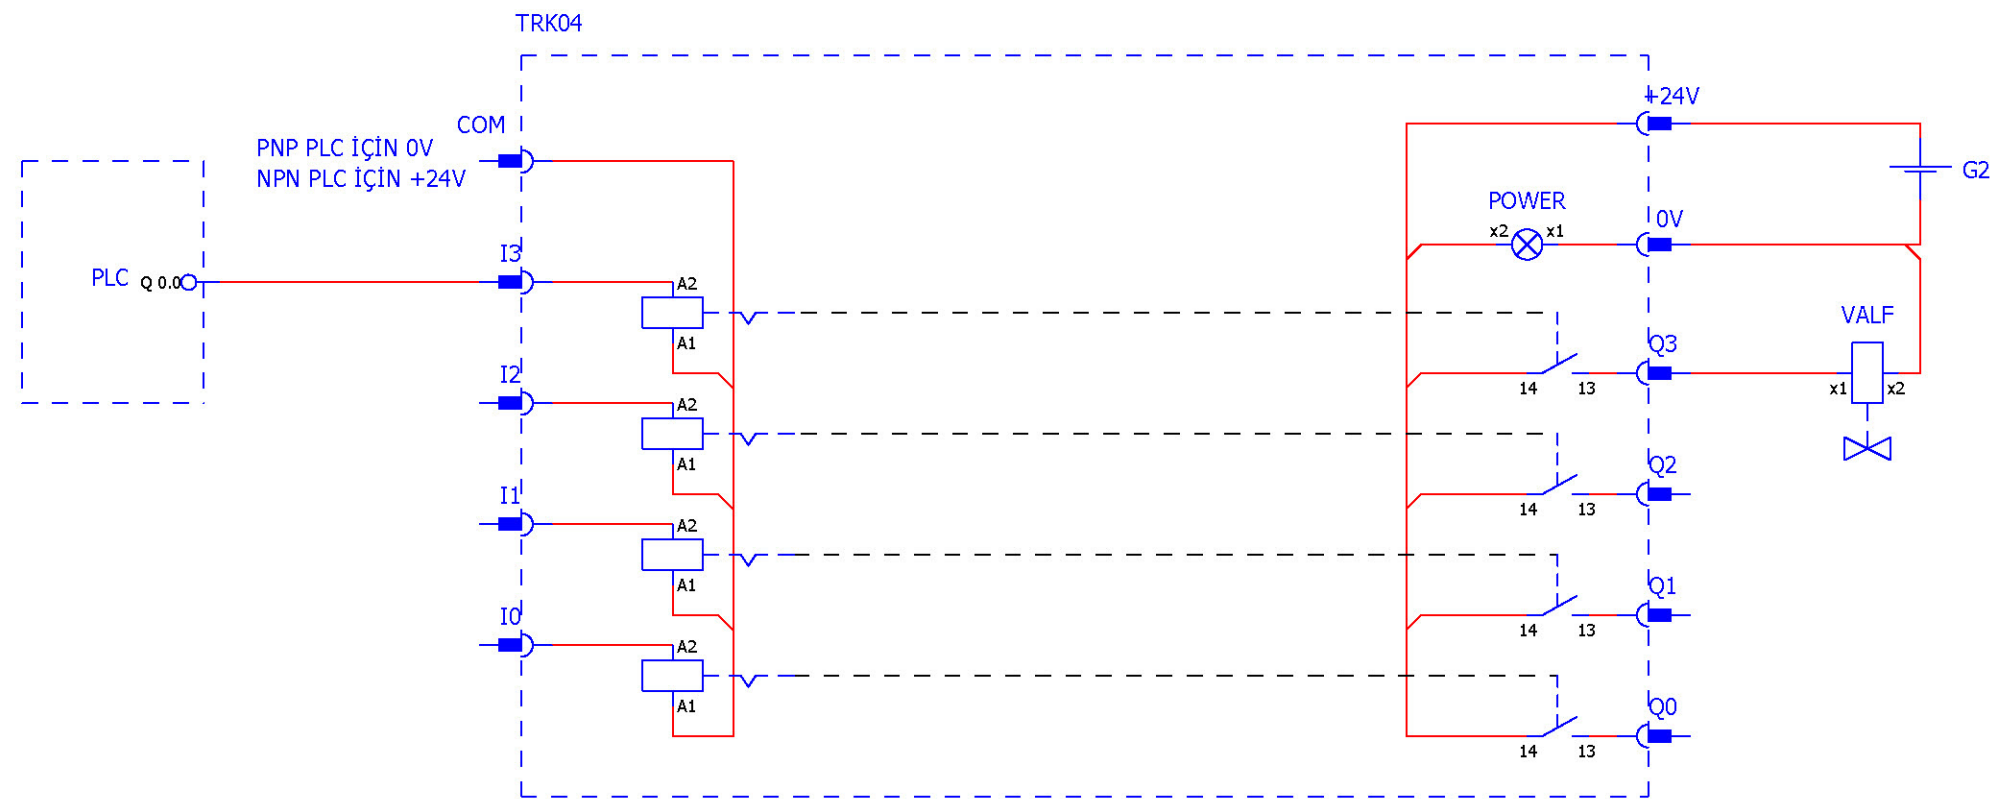 TRK04
COM
PNP PLC İÇİN 0V
NPN PLC İÇİN +24V
PLC
Q 0.0
I3
A2
A1
I2
A2
A1
I1
A2
A1
I0
A2
A1
+24V
G2
POWER
x2
x1
0V
VALF
x1
x2
Q3
14
13
Q2
14
13
Q1
14
13
Q0
14
13